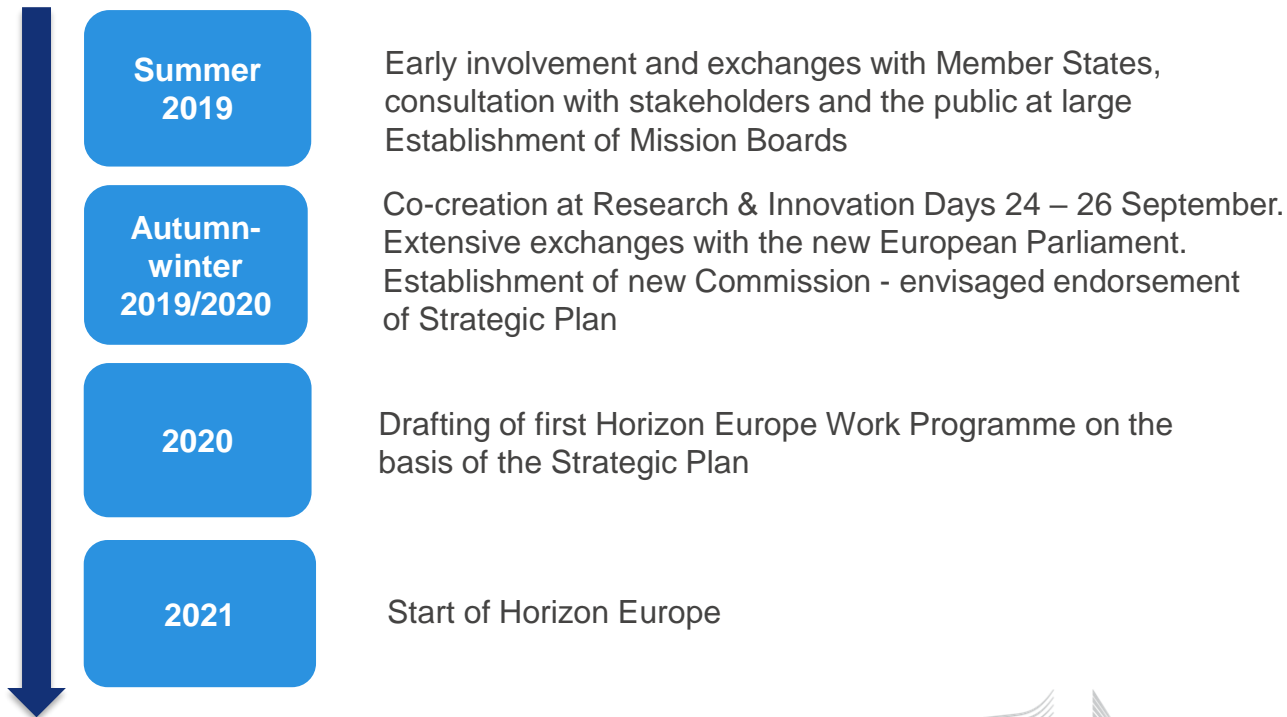 Summer
2019
Early involvement and exchanges with Member States,
consultation with stakeholders and the public at large
Establishment of Mission Boards
Autumn-
winter
2019/2020
Co-creation at Research & Innovation Days 24 – 26 September.
Extensive exchanges with the new European Parliament.
Establishment of new Commission - envisaged endorsement
of Strategic Plan
2020
Drafting of first Horizon Europe Work Programme on the
basis of the Strategic Plan
2021
Start of Horizon Europe